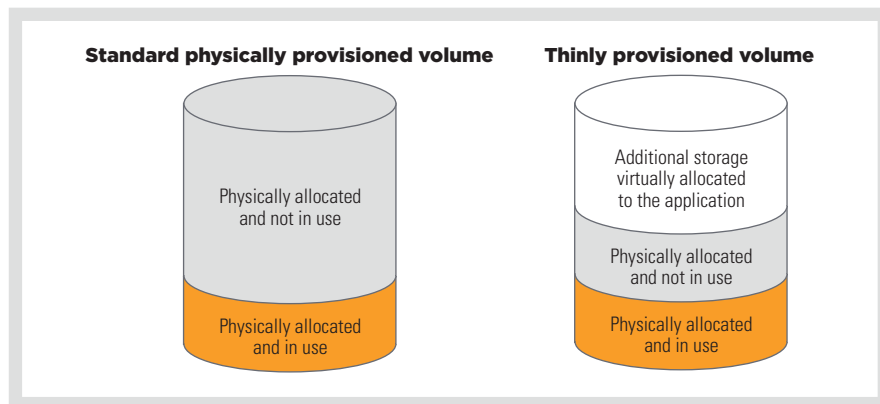 Standard physically provisioned volume
Physically allocated
and not in use
Physically allocated
and in use
Thinly provisioned volume
Additional storage
virtually allocated
to the application
Physically allocated
and not in use
Physically allocated
and in use